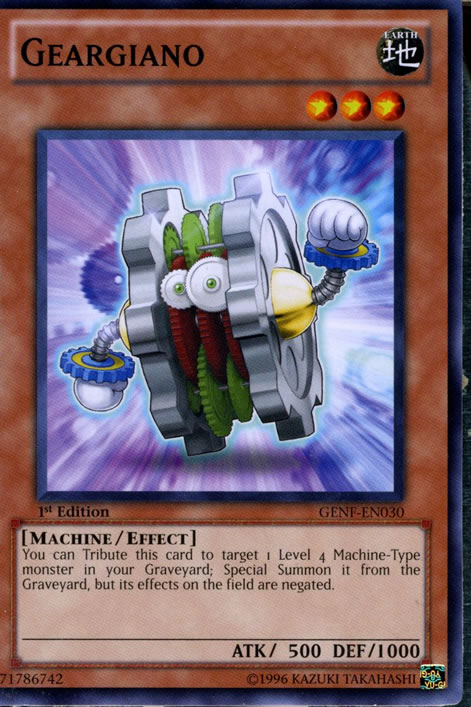 GEARGIANO
EARTH
地
1st Edition
GENF-EN030
[MACHINE/EFFECT]
You can Tribute this card to target 1 Level 4 Machine-Type
monster in your Graveyard; Special Summon it from the
Graveyard, but its effects on the field are negated.
ATK/ 500 DEF/1000
71786742
©1996 KAZUKI TAKAHASHI